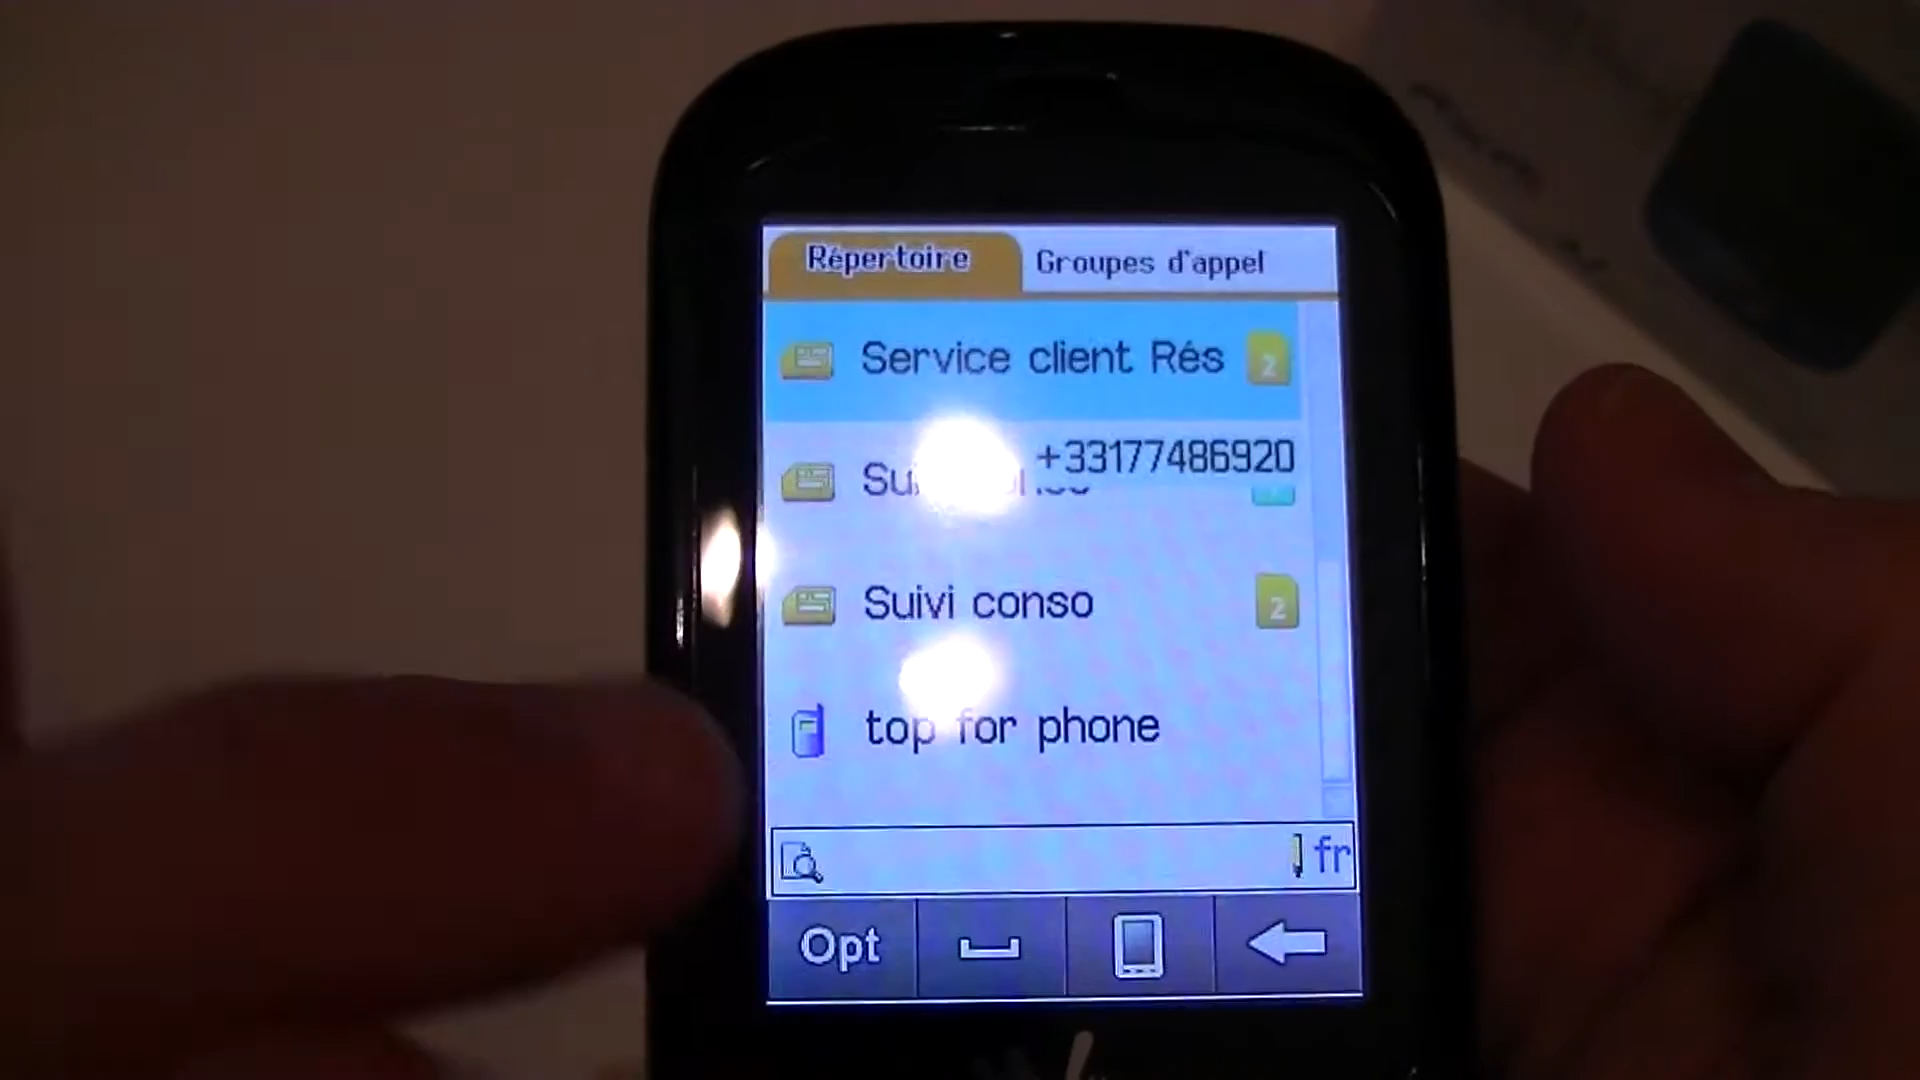 Répertoire
Groupes d'appel
Service client Rés
2
+33177486920
Suivi conso
2
top for phone
fr
Opt